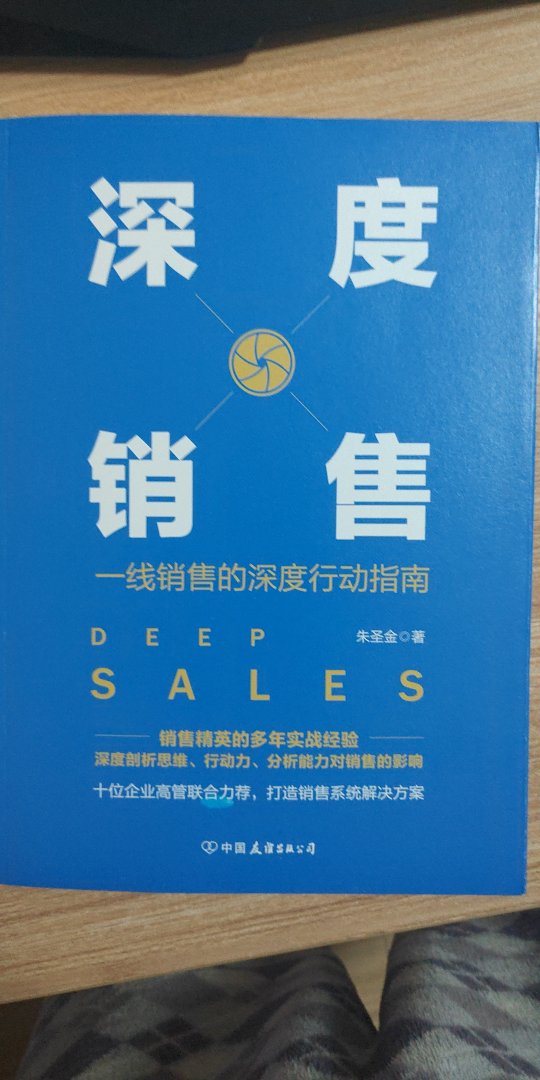 深度
销售
一线销售的深度行动指南
DEEP
朱圣金◎著
SALES
销售精英的多年实战经验
深度剖析思维、行动力、分析能力对销售的影响
十位企业高管联合力荐，打造销售系统解决方案
中国友谊出版公司